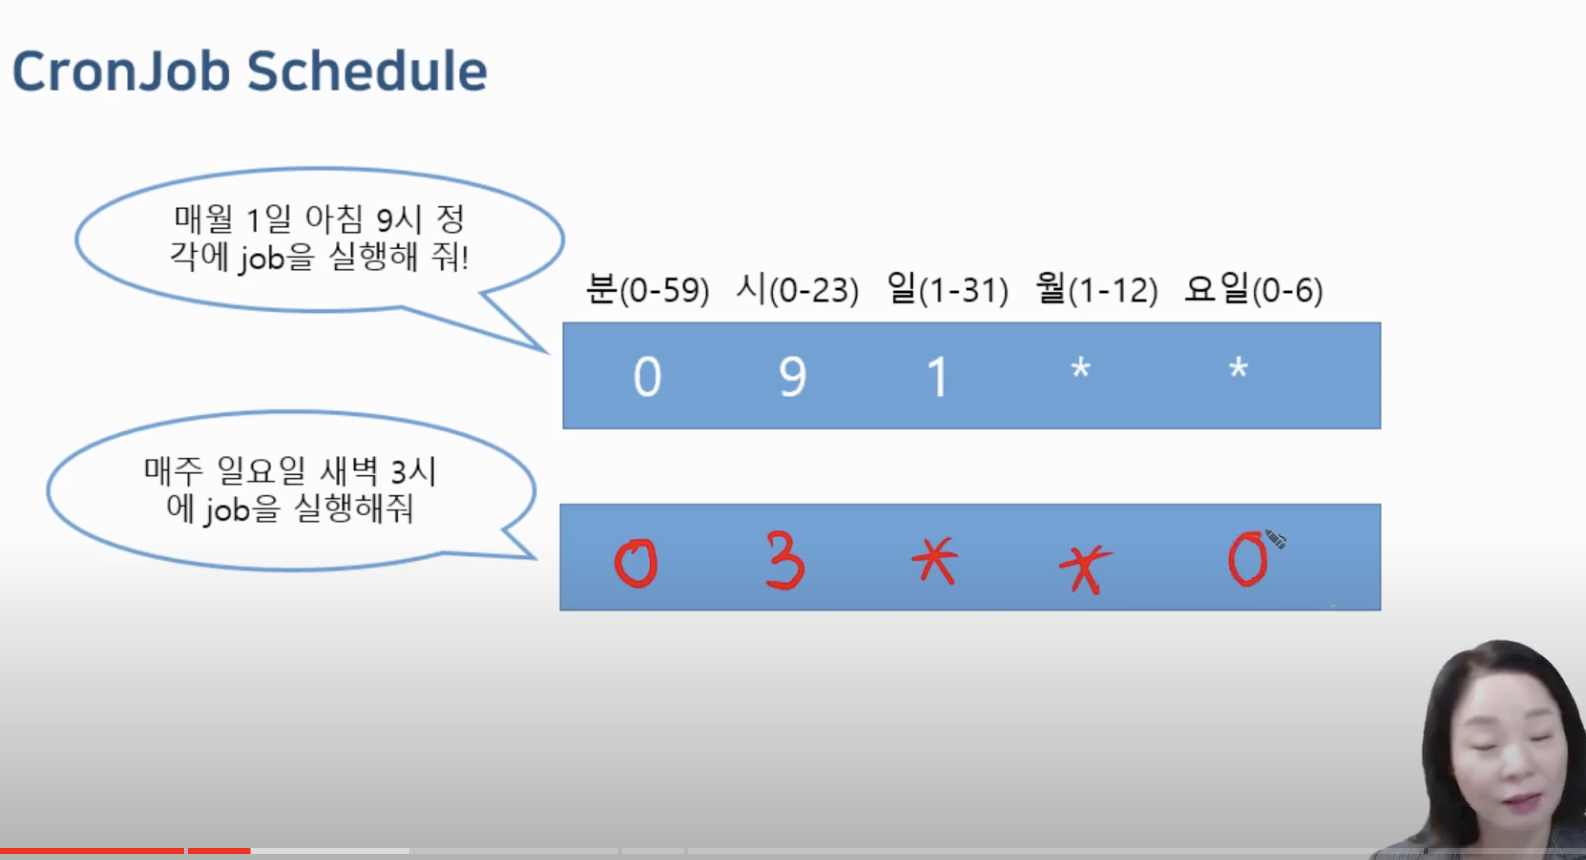 CronJob Schedule
매월 1일 아침 9시 정
각에 job을 실행해 줘!
분(0-59) 시(0-23) 일(1-31) 월(1-12) 요일(0-6)
0 9 1 * *
매주 일요일 새벽 3시
에 job을 실행해줘
0 3 * * 0